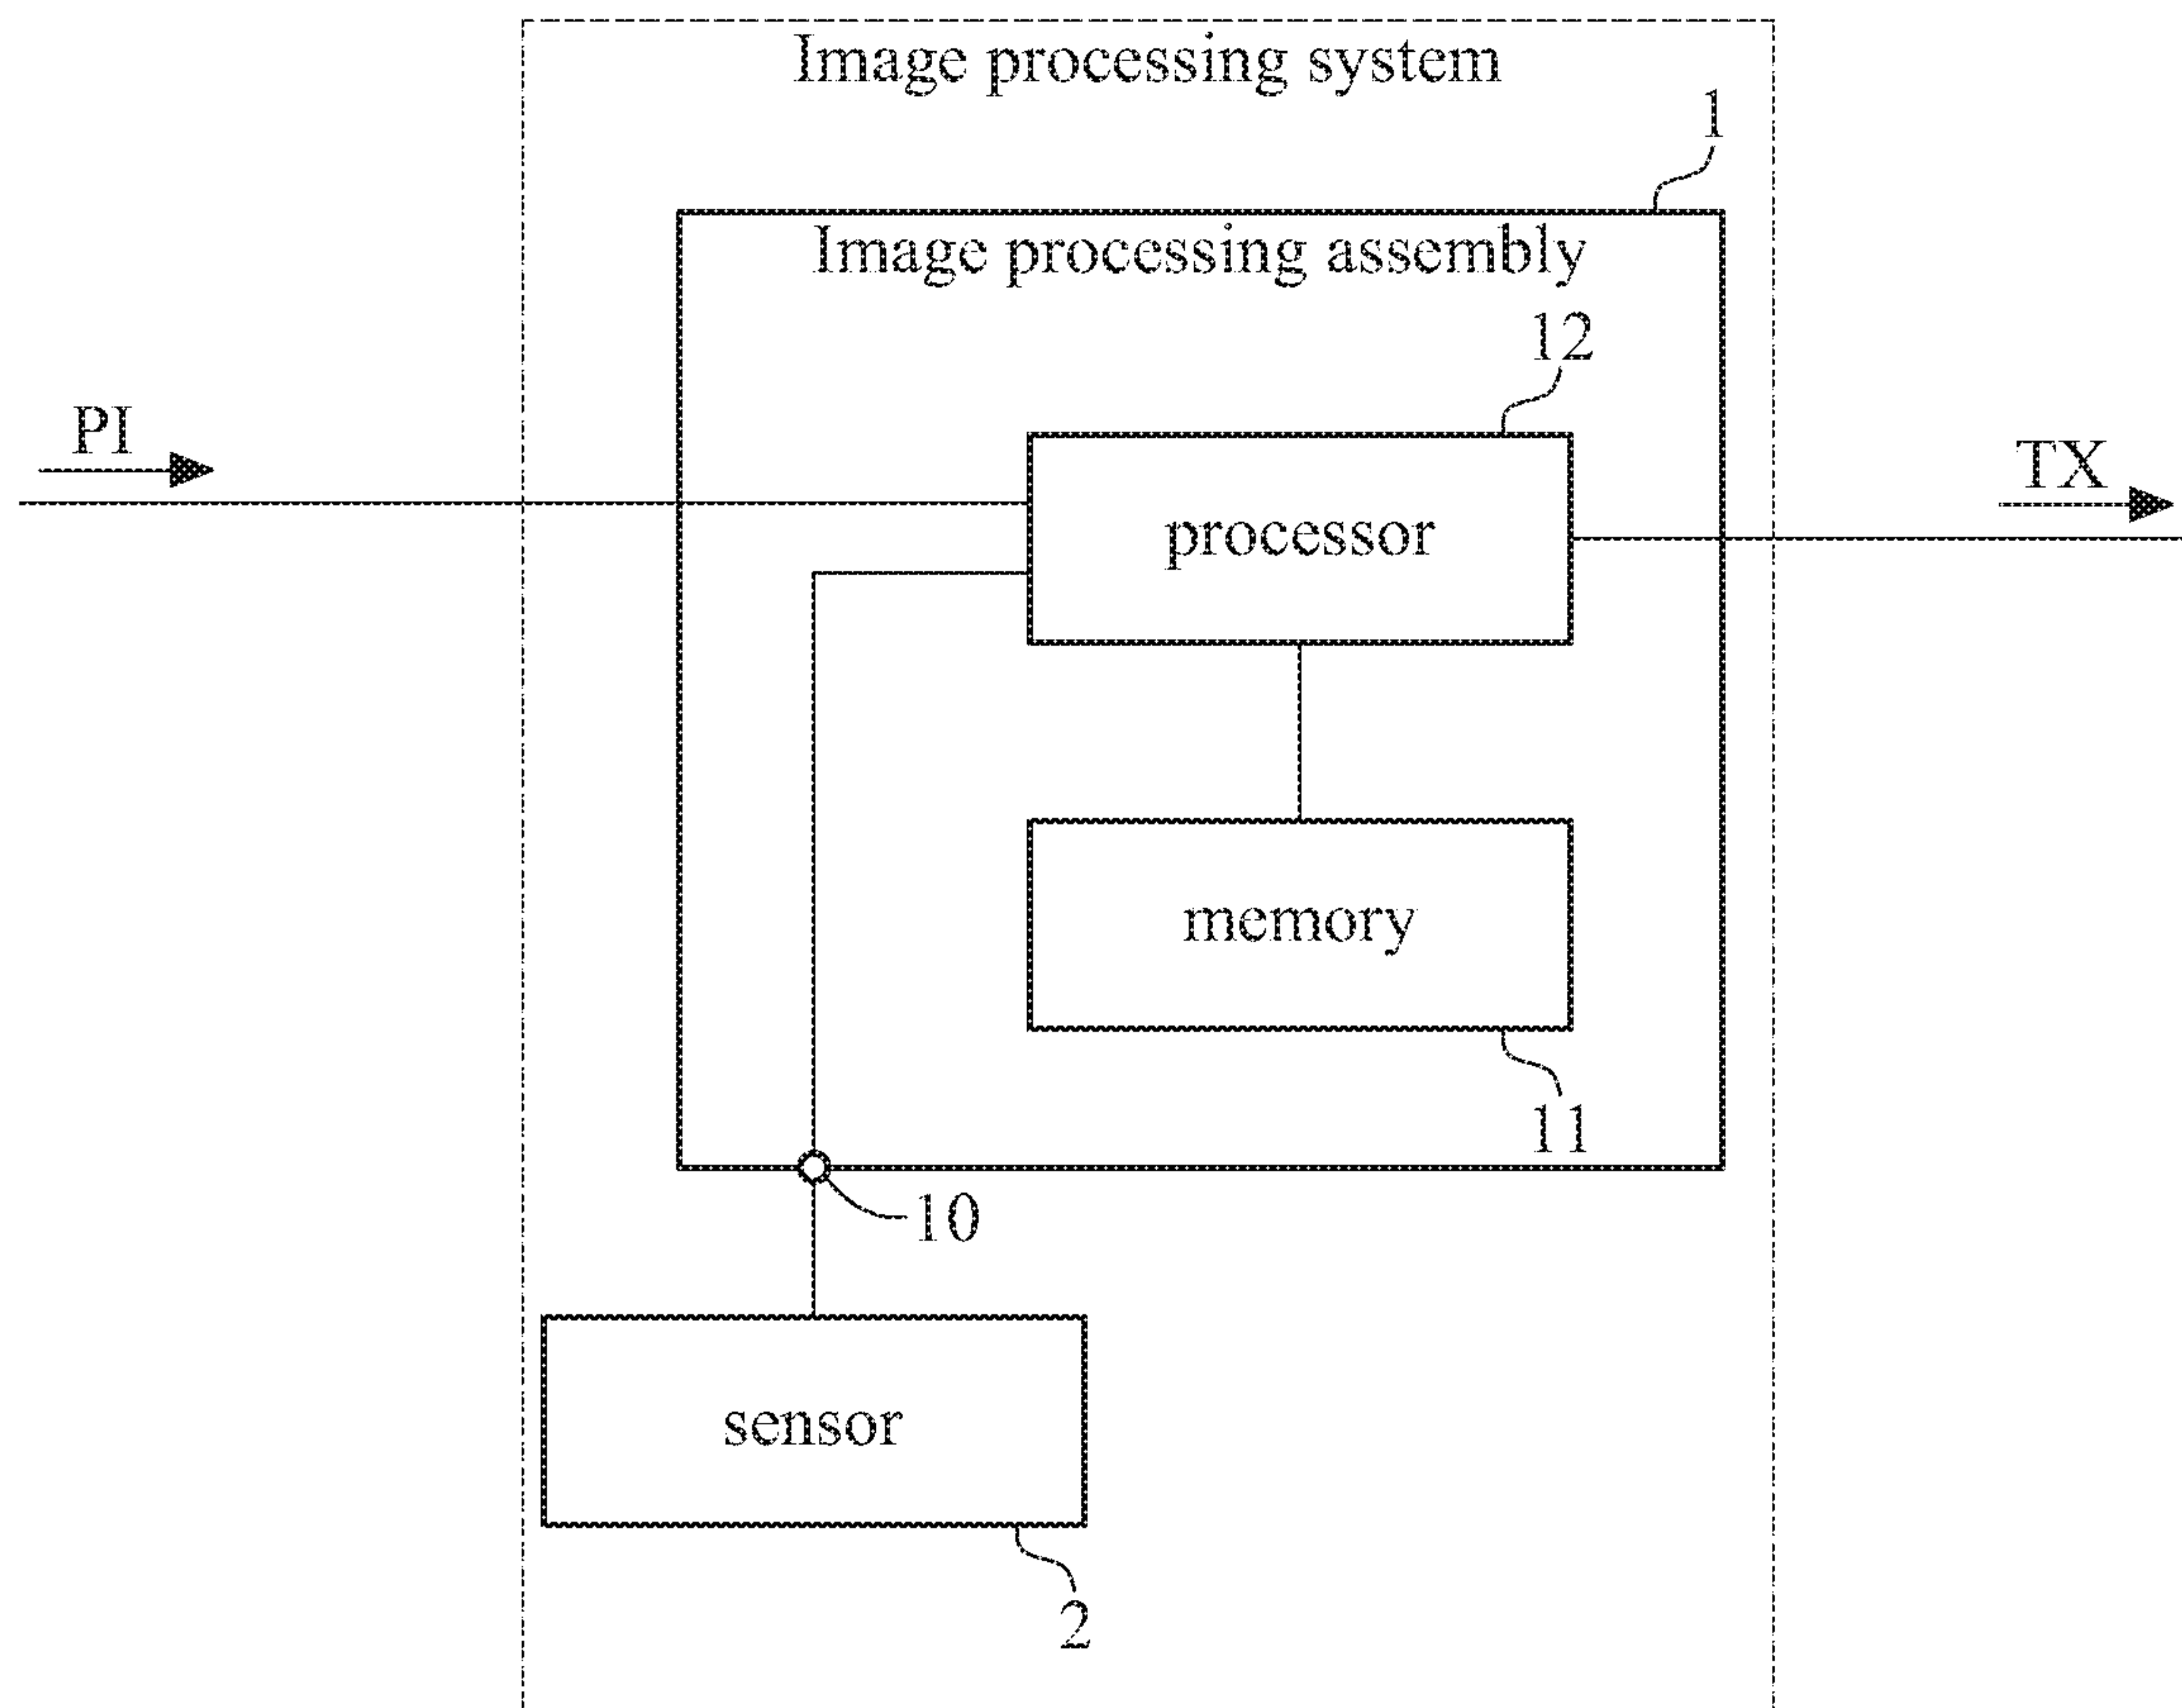 Image processing system
1
Image processing assembly
12
PI
TX
processor
memory
11
10
sensor
2